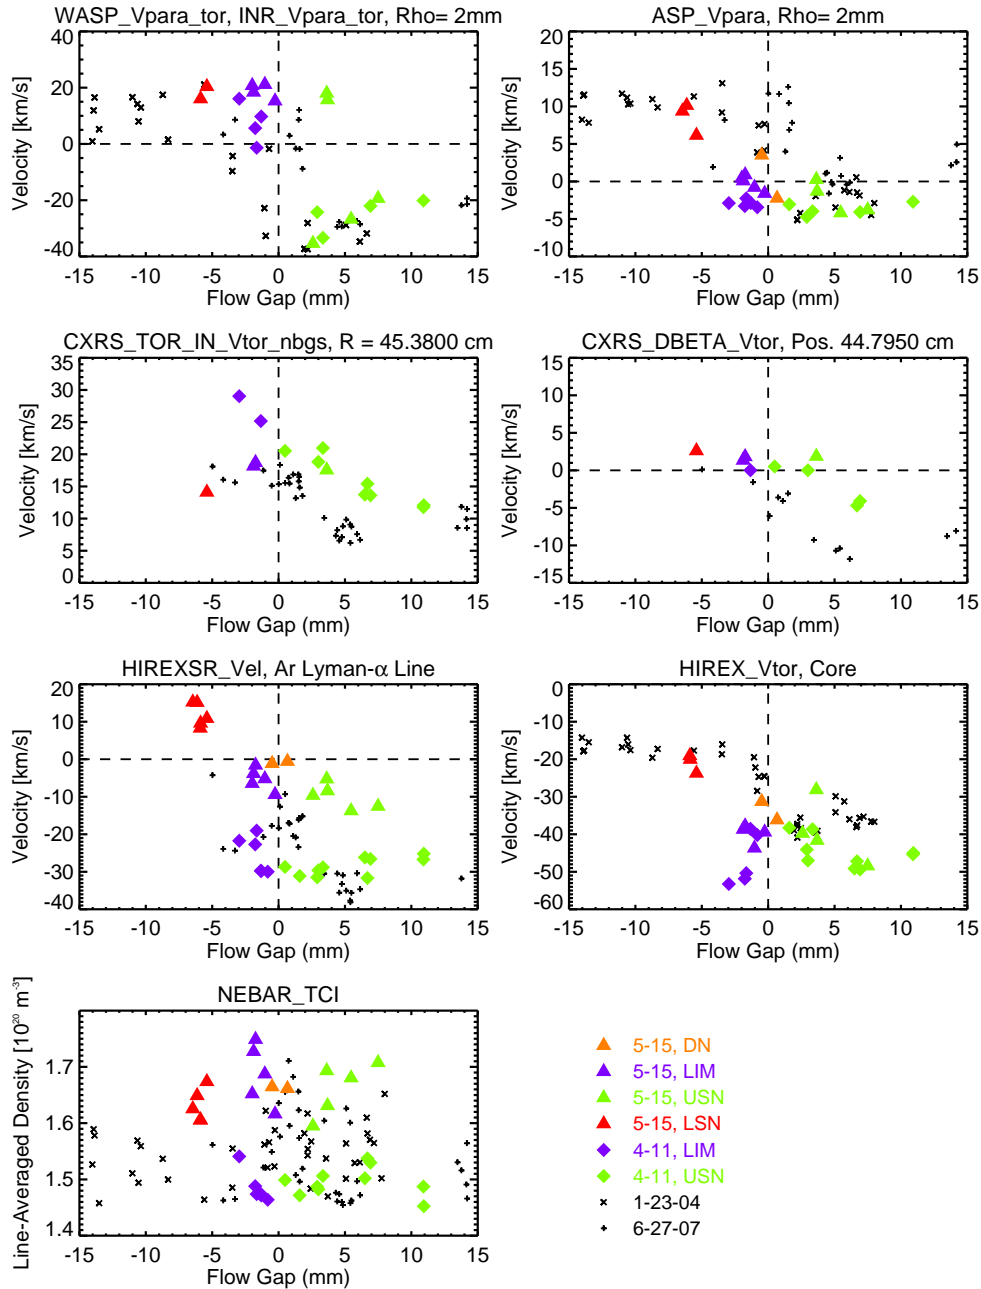 WASP_Vpara_tor, INR_Vpara_tor, Rho= 2mm
Velocity [km/s]
40
20
0
-20
-40
-15 -10 -5 0 5 10 15
Flow Gap (mm)
ASP_Vpara, Rho= 2mm
Velocity [km/s]
20
15
10
5
0
-5
-10
-15 -10 -5 0 5 10 15
Flow Gap (mm)
CXRS_TOR_IN_Vtor_nbgs, R = 45.3800 cm
Velocity [km/s]
35
30
25
20
15
10
5
0
-15 -10 -5 0 5 10 15
Flow Gap (mm)
CXRS_DBETA_Vtor, Pos. 44.7950 cm
Velocity [km/s]
15
10
5
0
-5
-10
-15
-15 -10 -5 0 5 10 15
Flow Gap (mm)
HIREXSR_Vel, Ar Lyman-α Line
Velocity [km/s]
20
10
0
-10
-20
-30
-40
-15 -10 -5 0 5 10 15
Flow Gap (mm)
HIREX_Vtor, Core
Velocity [km/s]
0
-10
-20
-30
-40
-50
-60
-15 -10 -5 0 5 10 15
Flow Gap (mm)
NEBAR_TCI
Line-Averaged Density [10²⁰ m⁻³]
1.7
1.6
1.5
1.4
-15 -10 -5 0 5 10 15
Flow Gap (mm)
5-15, DN
5-15, LIM
5-15, USN
5-15, LSN
4-11, LIM
4-11, USN
1-23-04
6-27-07